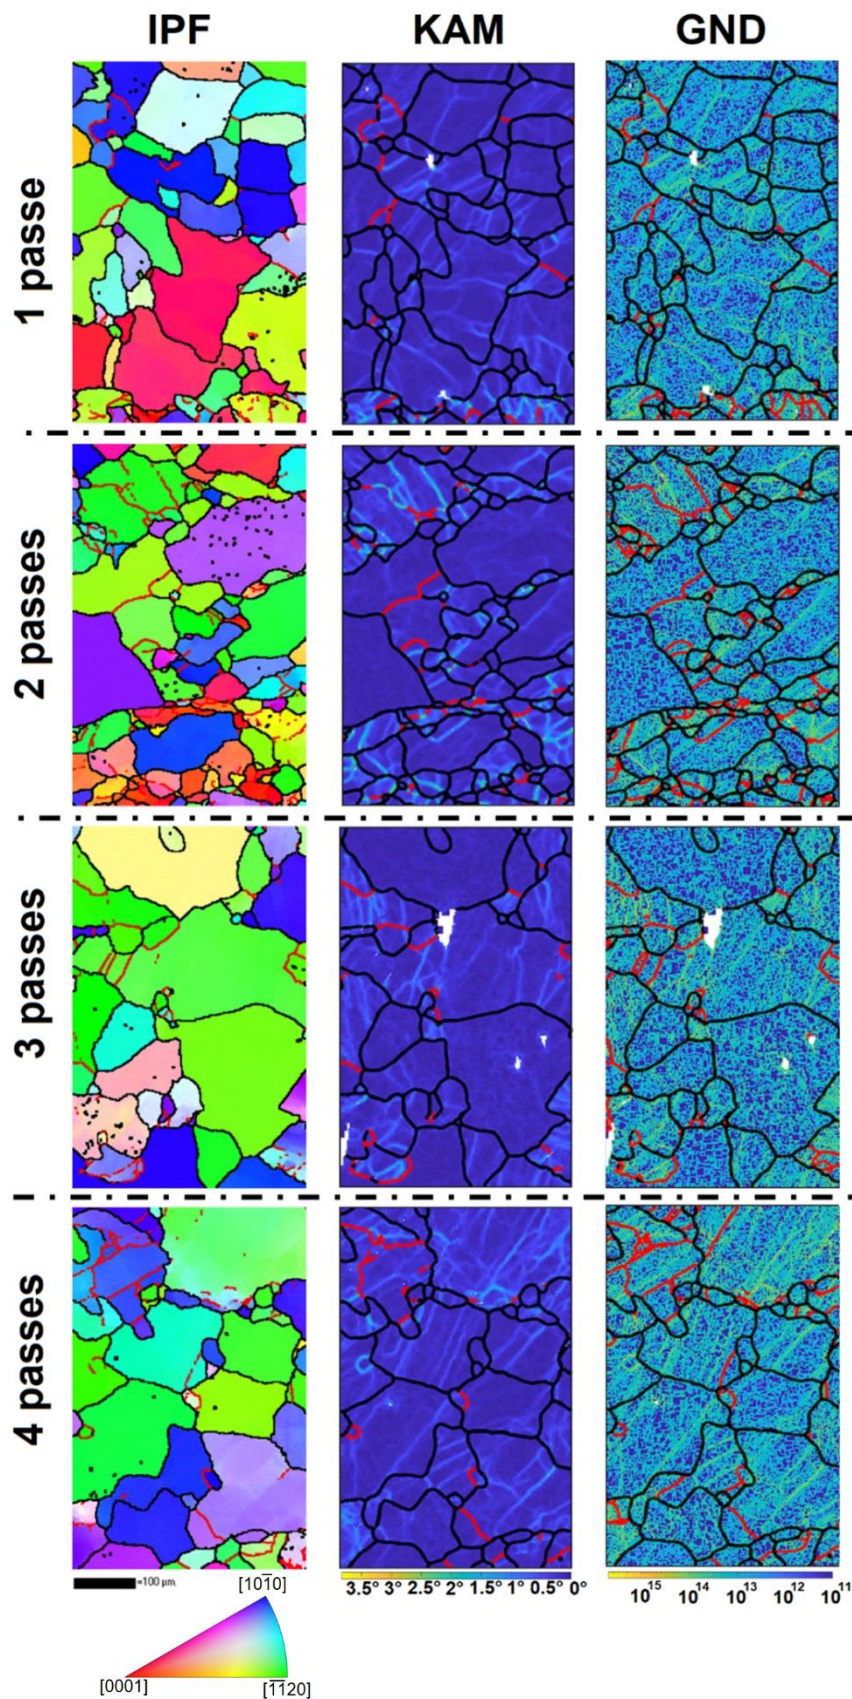 IPF KAM GND
1 passe
2 passes
3 passes
4 passes
≈100 µm
3.5° 3° 2.5° 2° 1.5° 1° 0.5° 0°
10¹⁵ 10¹⁴ 10¹³ 10¹² 10¹¹
[101̅0]
[0001]
[1̅1̅20]